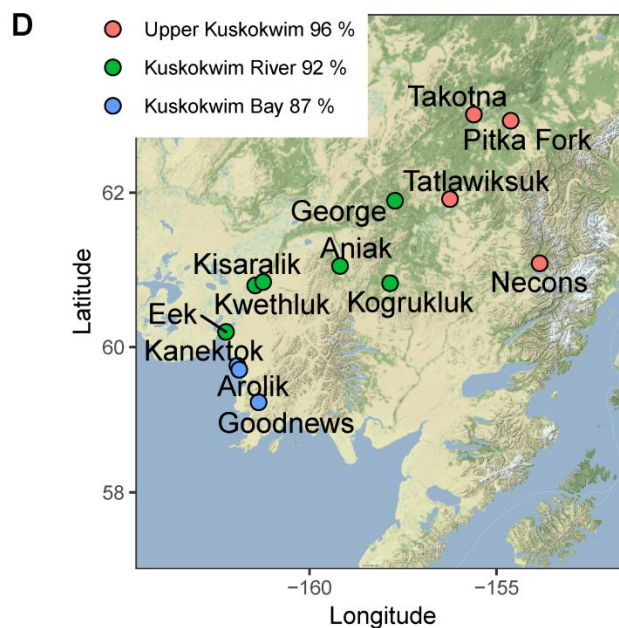 D
Upper Kuskokwim 96 %
Kuskokwim River 92 %
Kuskokwim Bay 87 %
Takotna
Pitka Fork
Tatlawiksuk
George
Aniak
Kisaralik
Necons
Kwethluk
Kogrukluk
Eek
Kanektok
Arolik
Goodnews
Latitude
62
60
58
−160
−154
Longitude